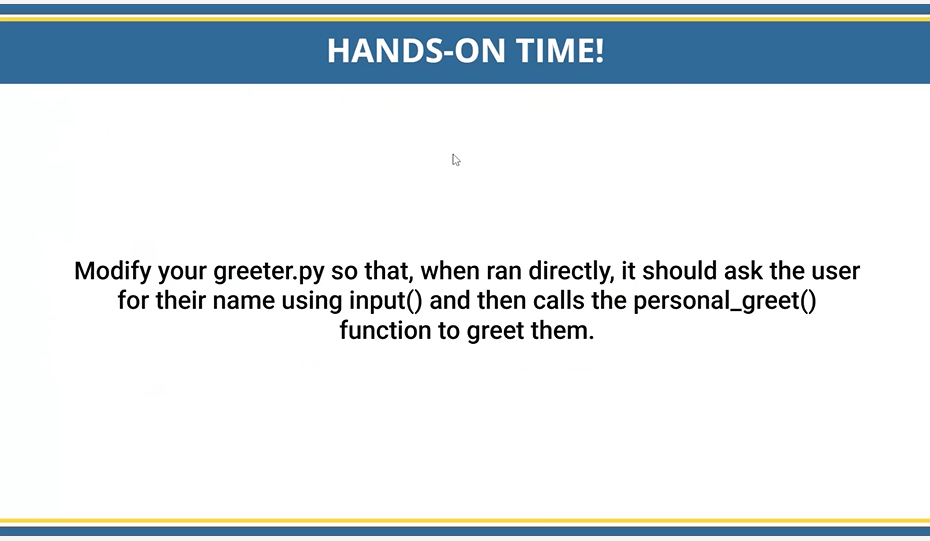 HANDS-ON TIME!
Modify your greeter.py so that, when ran directly, it should ask the user
for their name using input() and then calls the personal_greet()
function to greet them.